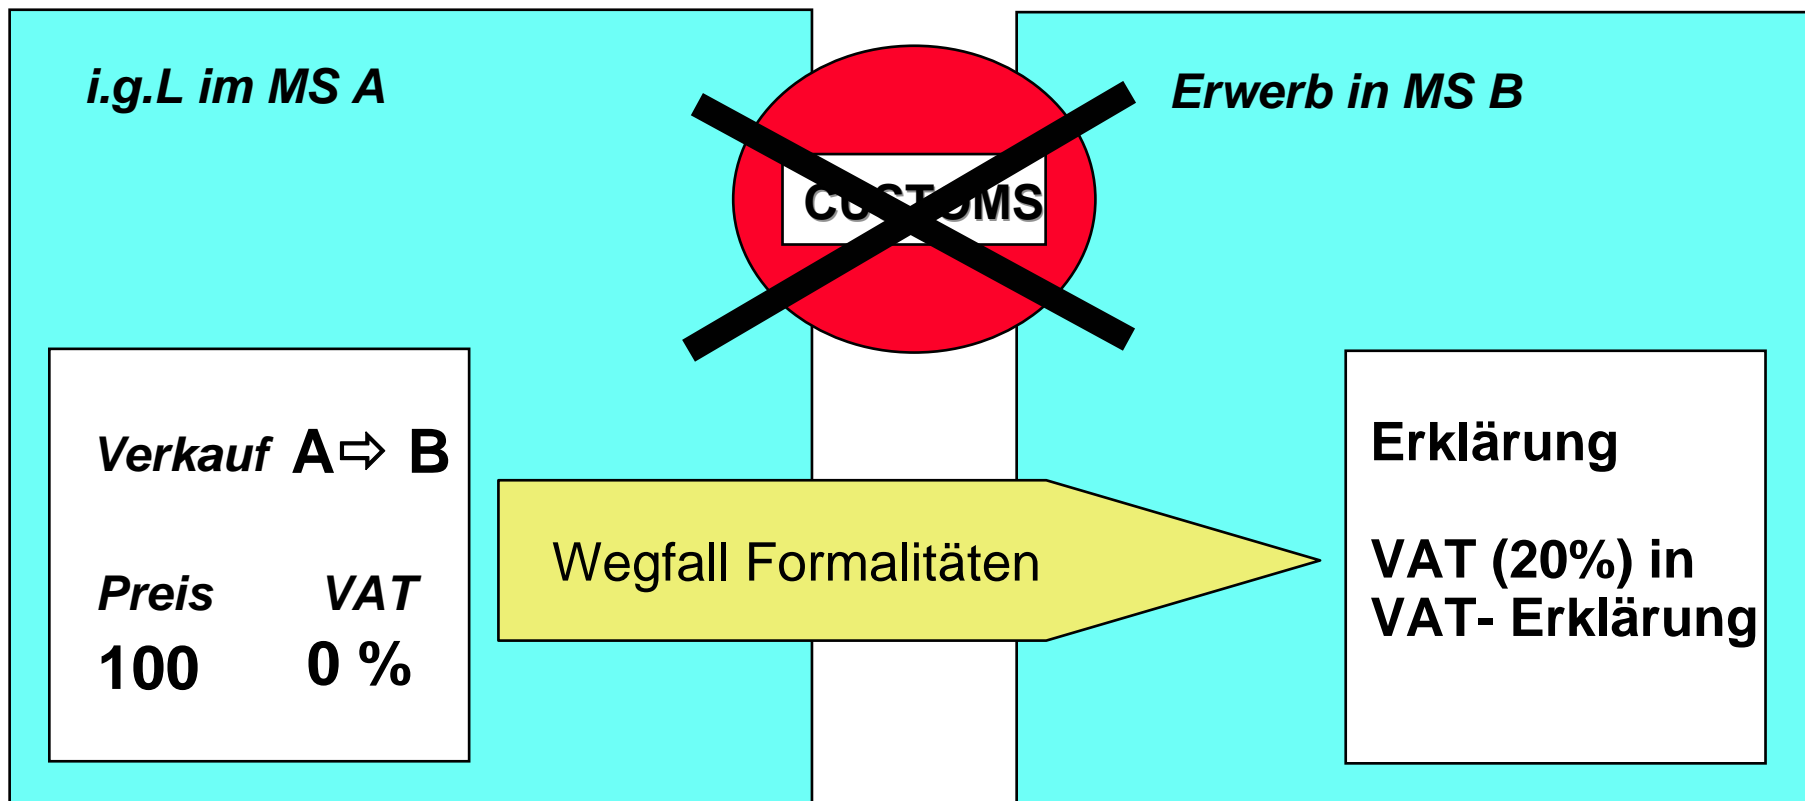 i.g.L im MS A
Erwerb in MS B
CUSTOMS
Verkauf A ⇨ B
Preis VAT
100 0 %
Wegfall Formalitäten
Erklärung
VAT (20%) in
VAT- Erklärung